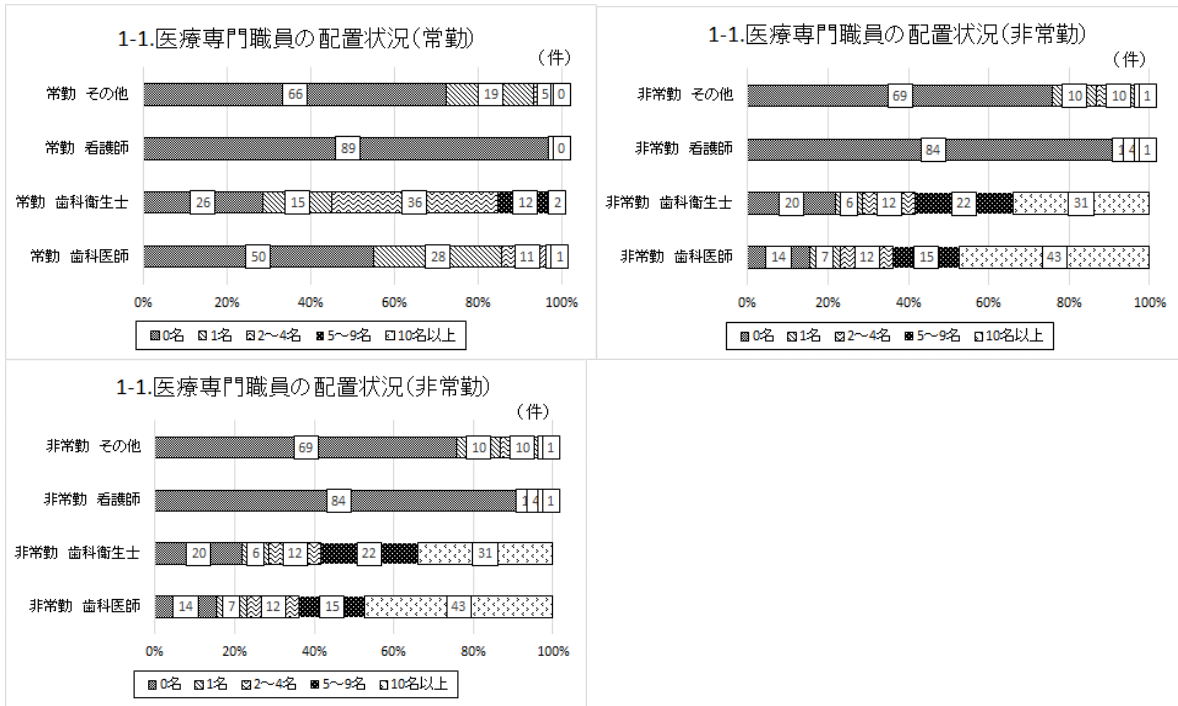 1-1.医療専門職員の配置状況(常勤)
(件)
常勤 その他 66 19 5 0
常勤 看護師 89 0
常勤 歯科衛生士 26 15 36 12 2
常勤 歯科医師 50 28 11 1
0% 20% 40% 60% 80% 100%
0名 1名 2~4名 5~9名 10名以上
1-1.医療専門職員の配置状況(非常勤)
(件)
非常勤 その他 69 10 10 1
非常勤 看護師 84 1 4 1
非常勤 歯科衛生士 20 6 12 22 31
非常勤 歯科医師 14 7 12 15 43
0% 20% 40% 60% 80% 100%
0名 1名 2~4名 5~9名 10名以上
1-1.医療専門職員の配置状況(非常勤)
(件)
非常勤 その他 69 10 10 1
非常勤 看護師 84 1 4 1
非常勤 歯科衛生士 20 6 12 22 31
非常勤 歯科医師 14 7 12 15 43
0% 20% 40% 60% 80% 100%
0名 1名 2~4名 5~9名 10名以上